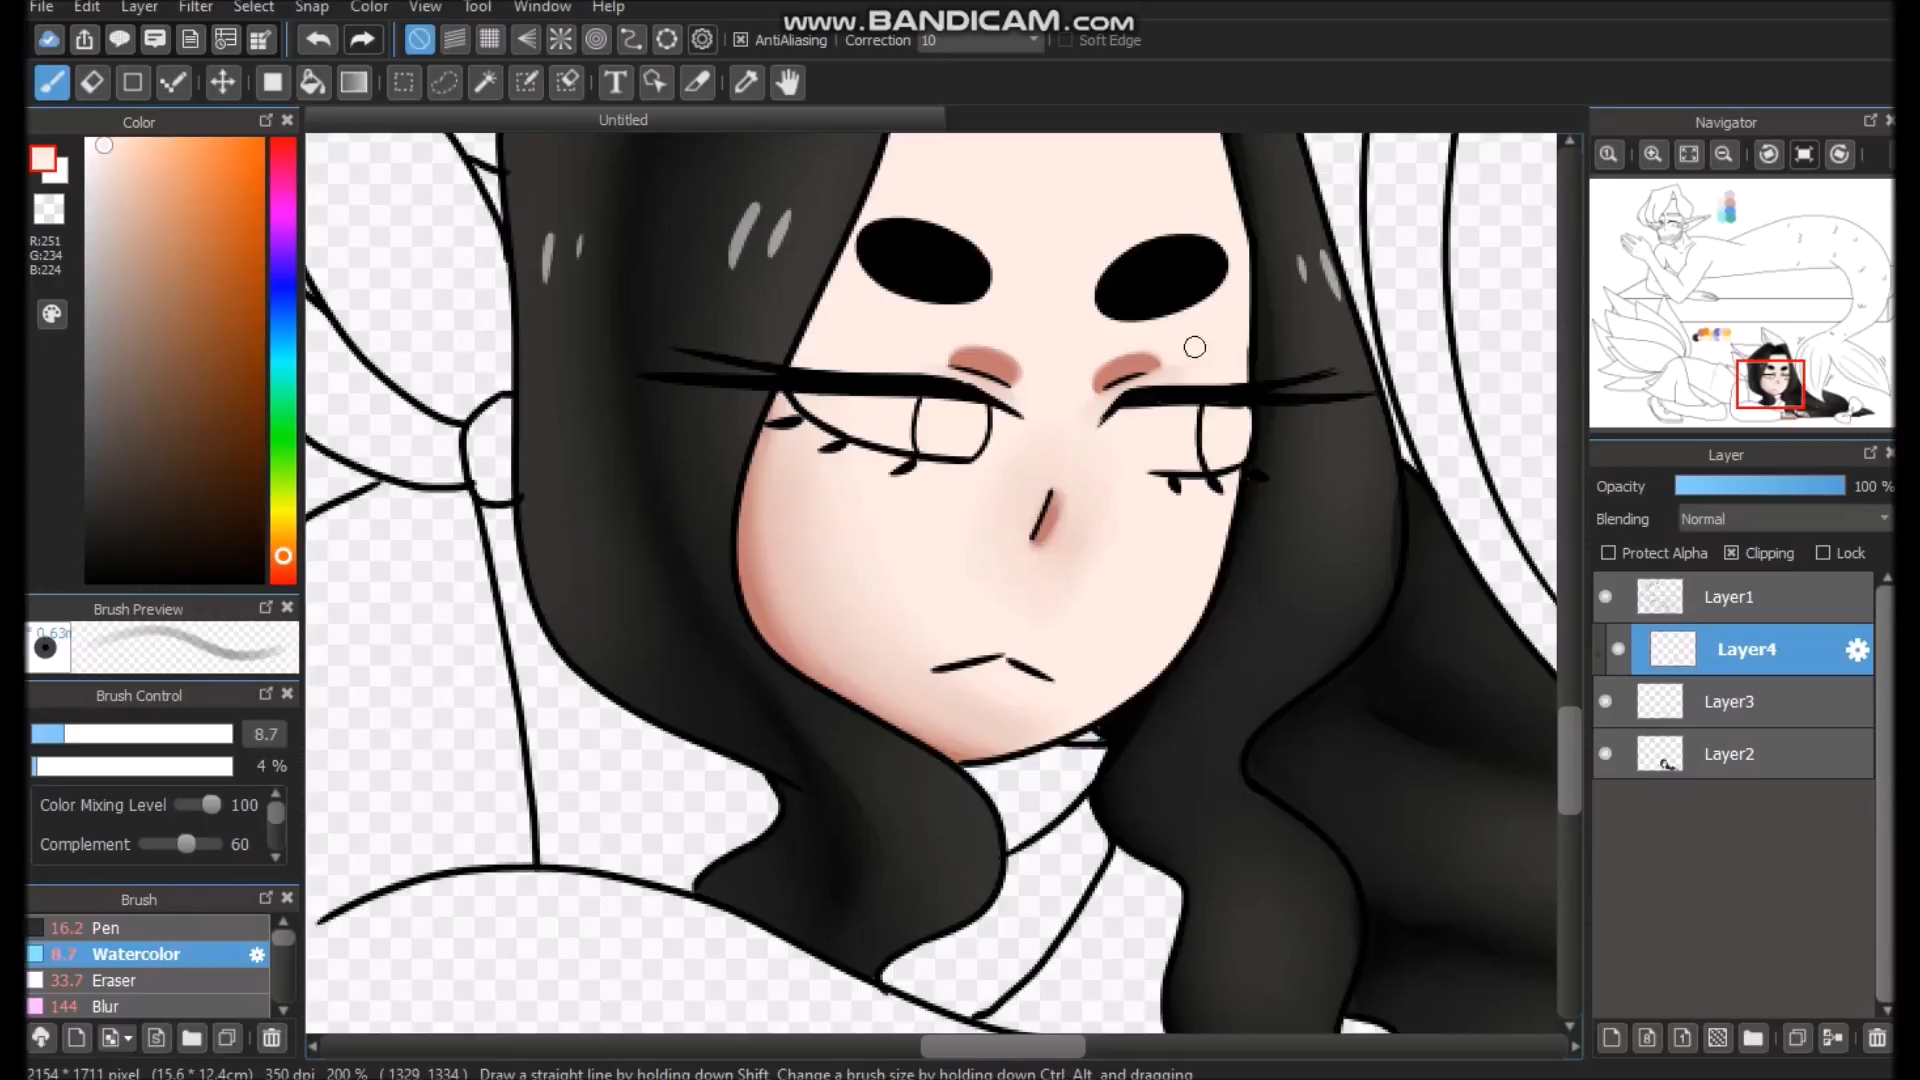 File Edit Layer Filter Select Snap Color View Tool Window Help
www.BANDICAM.com
AntiAliasing Correction 10 Soft Edge
T
Color
Untitled
Navigator
R:251
G:234
B:224
Layer
Opacity 100 %
Blending Normal
Protect Alpha Clipping Lock
Layer1
Layer4
Layer3
Layer2
Brush Preview
Brush Control
8.7
4 %
Color Mixing Level 100
Complement 60
Brush
16.2 Pen
8.7 Watercolor
33.7 Eraser
144 Blur
2154 * 1711 pixel (15.6 * 12.4cm) 350 dpi 200 % ( 1329, 1334 ) Draw a straight line by holding down Shift, Change a brush size by holding down Ctrl, Alt, and dragging